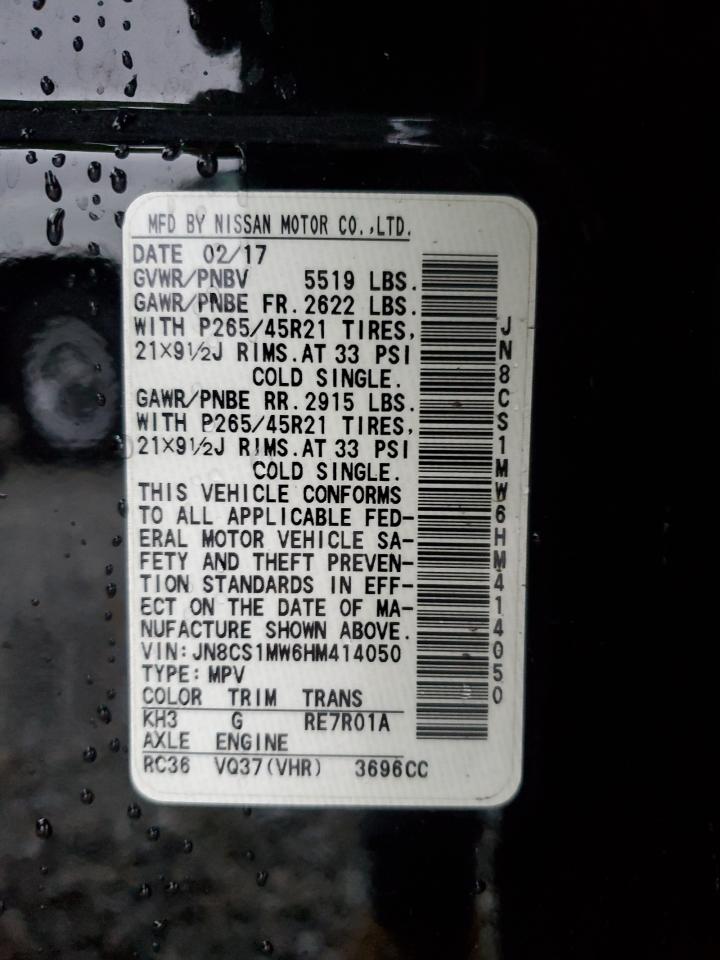 MFD BY NISSAN MOTOR CO.,LTD.
DATE 02/17
GVWR/PNBV 5519 LBS.
GAWR/PNBE FR. 2622 LBS.
WITH P265/45R21 TIRES,
21×9½J RIMS. AT 33 PSI
COLD SINGLE.
GAWR/PNBE RR. 2915 LBS.
WITH P265/45R21 TIRES,
21×9½J RIMS. AT 33 PSI
COLD SINGLE.
THIS VEHICLE CONFORMS
TO ALL APPLICABLE FED-
ERAL MOTOR VEHICLE SA-
FETY AND THEFT PREVEN-
TION STANDARDS IN EFF-
ECT ON THE DATE OF MA-
NUFACTURE SHOWN ABOVE.
VIN: JN8CS1MW6HM414050
TYPE: MPV
COLOR TRIM TRANS
KH3 G RE7R01A
AXLE ENGINE
RC36 VQ37(VHR) 3696CC
JN8CS1MW6HM414050